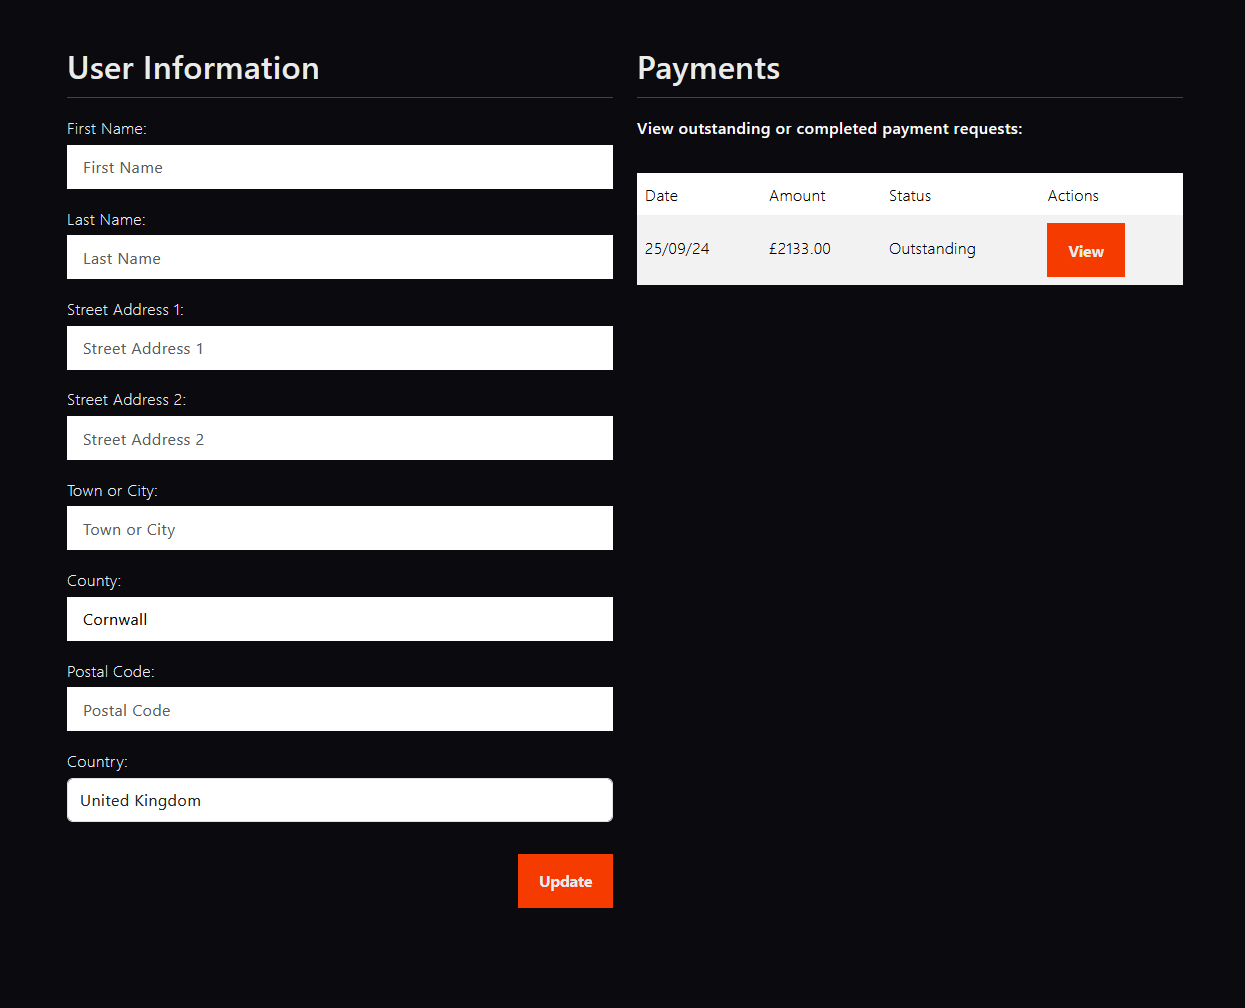 User Information
First Name:
First Name
Last Name:
Last Name
Street Address 1:
Street Address 1
Street Address 2:
Street Address 2
Town or City:
Town or City
County:
Cornwall
Postal Code:
Postal Code
Country:
United Kingdom
Update
Payments
View outstanding or completed payment requests:
Date Amount Status Actions
25/09/24 £2133.00 Outstanding View